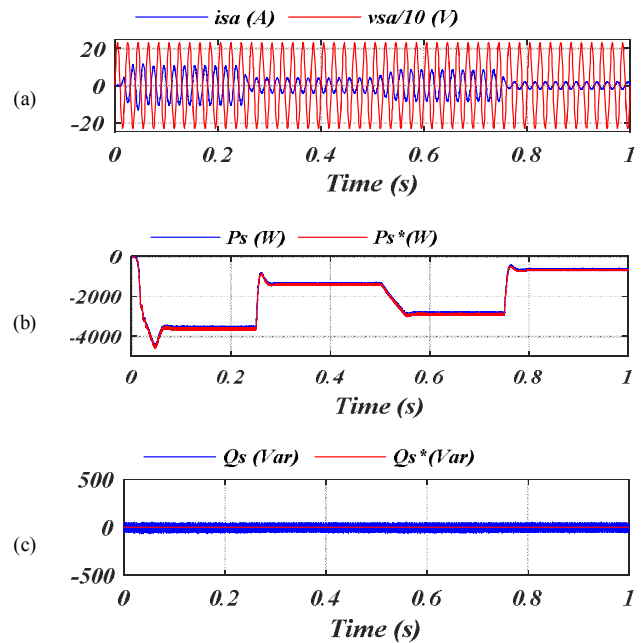 isa (A) vsa/10 (V)
20
(a)
0
-20
0 0.2 0.4 0.6 0.8 1
Time (s)
Ps (W) Ps*(W)
0
(b)
-2000
-4000
0 0.2 0.4 0.6 0.8 1
Time (s)
Qs (Var) Qs*(Var)
500
(c)
0
-500
0 0.2 0.4 0.6 0.8 1
Time (s)